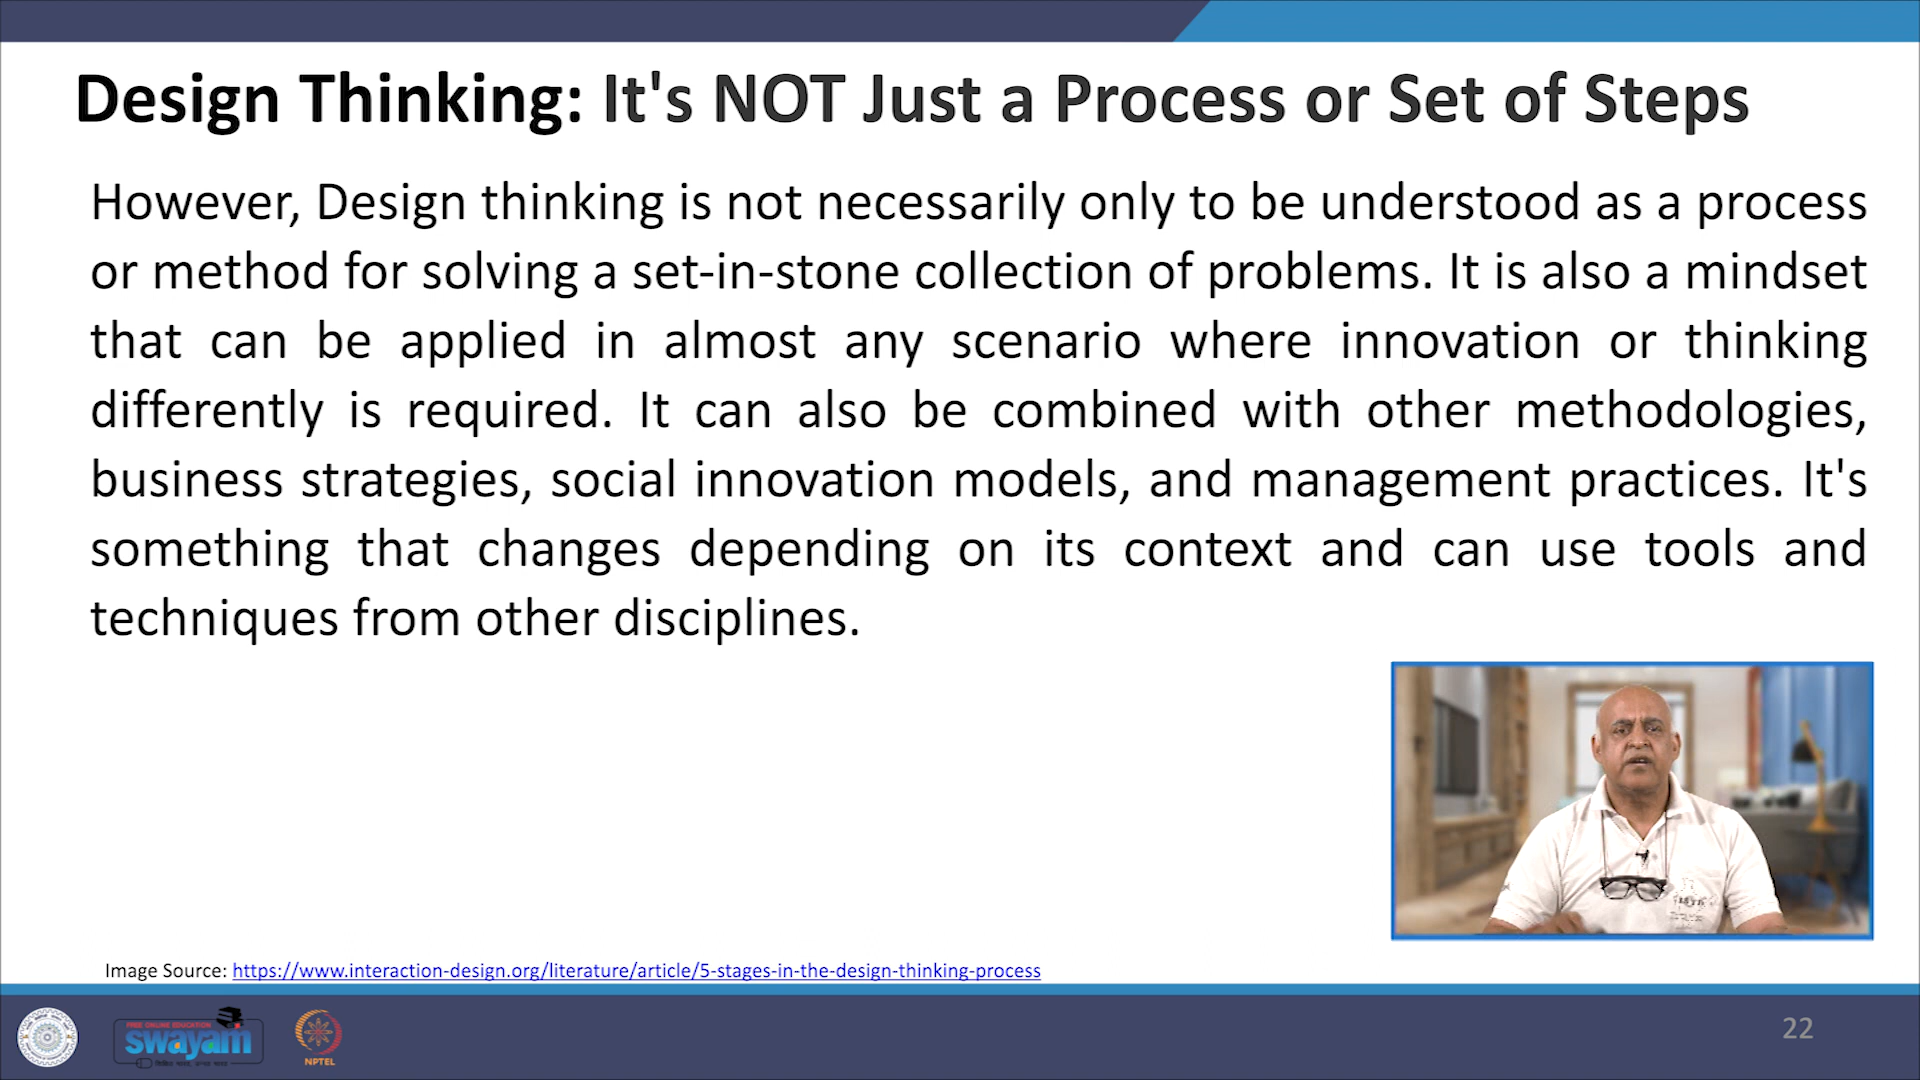 Design Thinking: It's NOT Just a Process or Set of Steps
However, Design thinking is not necessarily only to be understood as a process
or method for solving a set-in-stone collection of problems. It is also a mindset
that can be applied in almost any scenario where innovation or thinking
differently is required. It can also be combined with other methodologies,
business strategies, social innovation models, and management practices. It's
something that changes depending on its context and can use tools and
techniques from other disciplines.
Image Source: https://www.interaction-design.org/literature/article/5-stages-in-the-design-thinking-process
FREE ONLINE EDUCATION
swayam
NPTEL
22